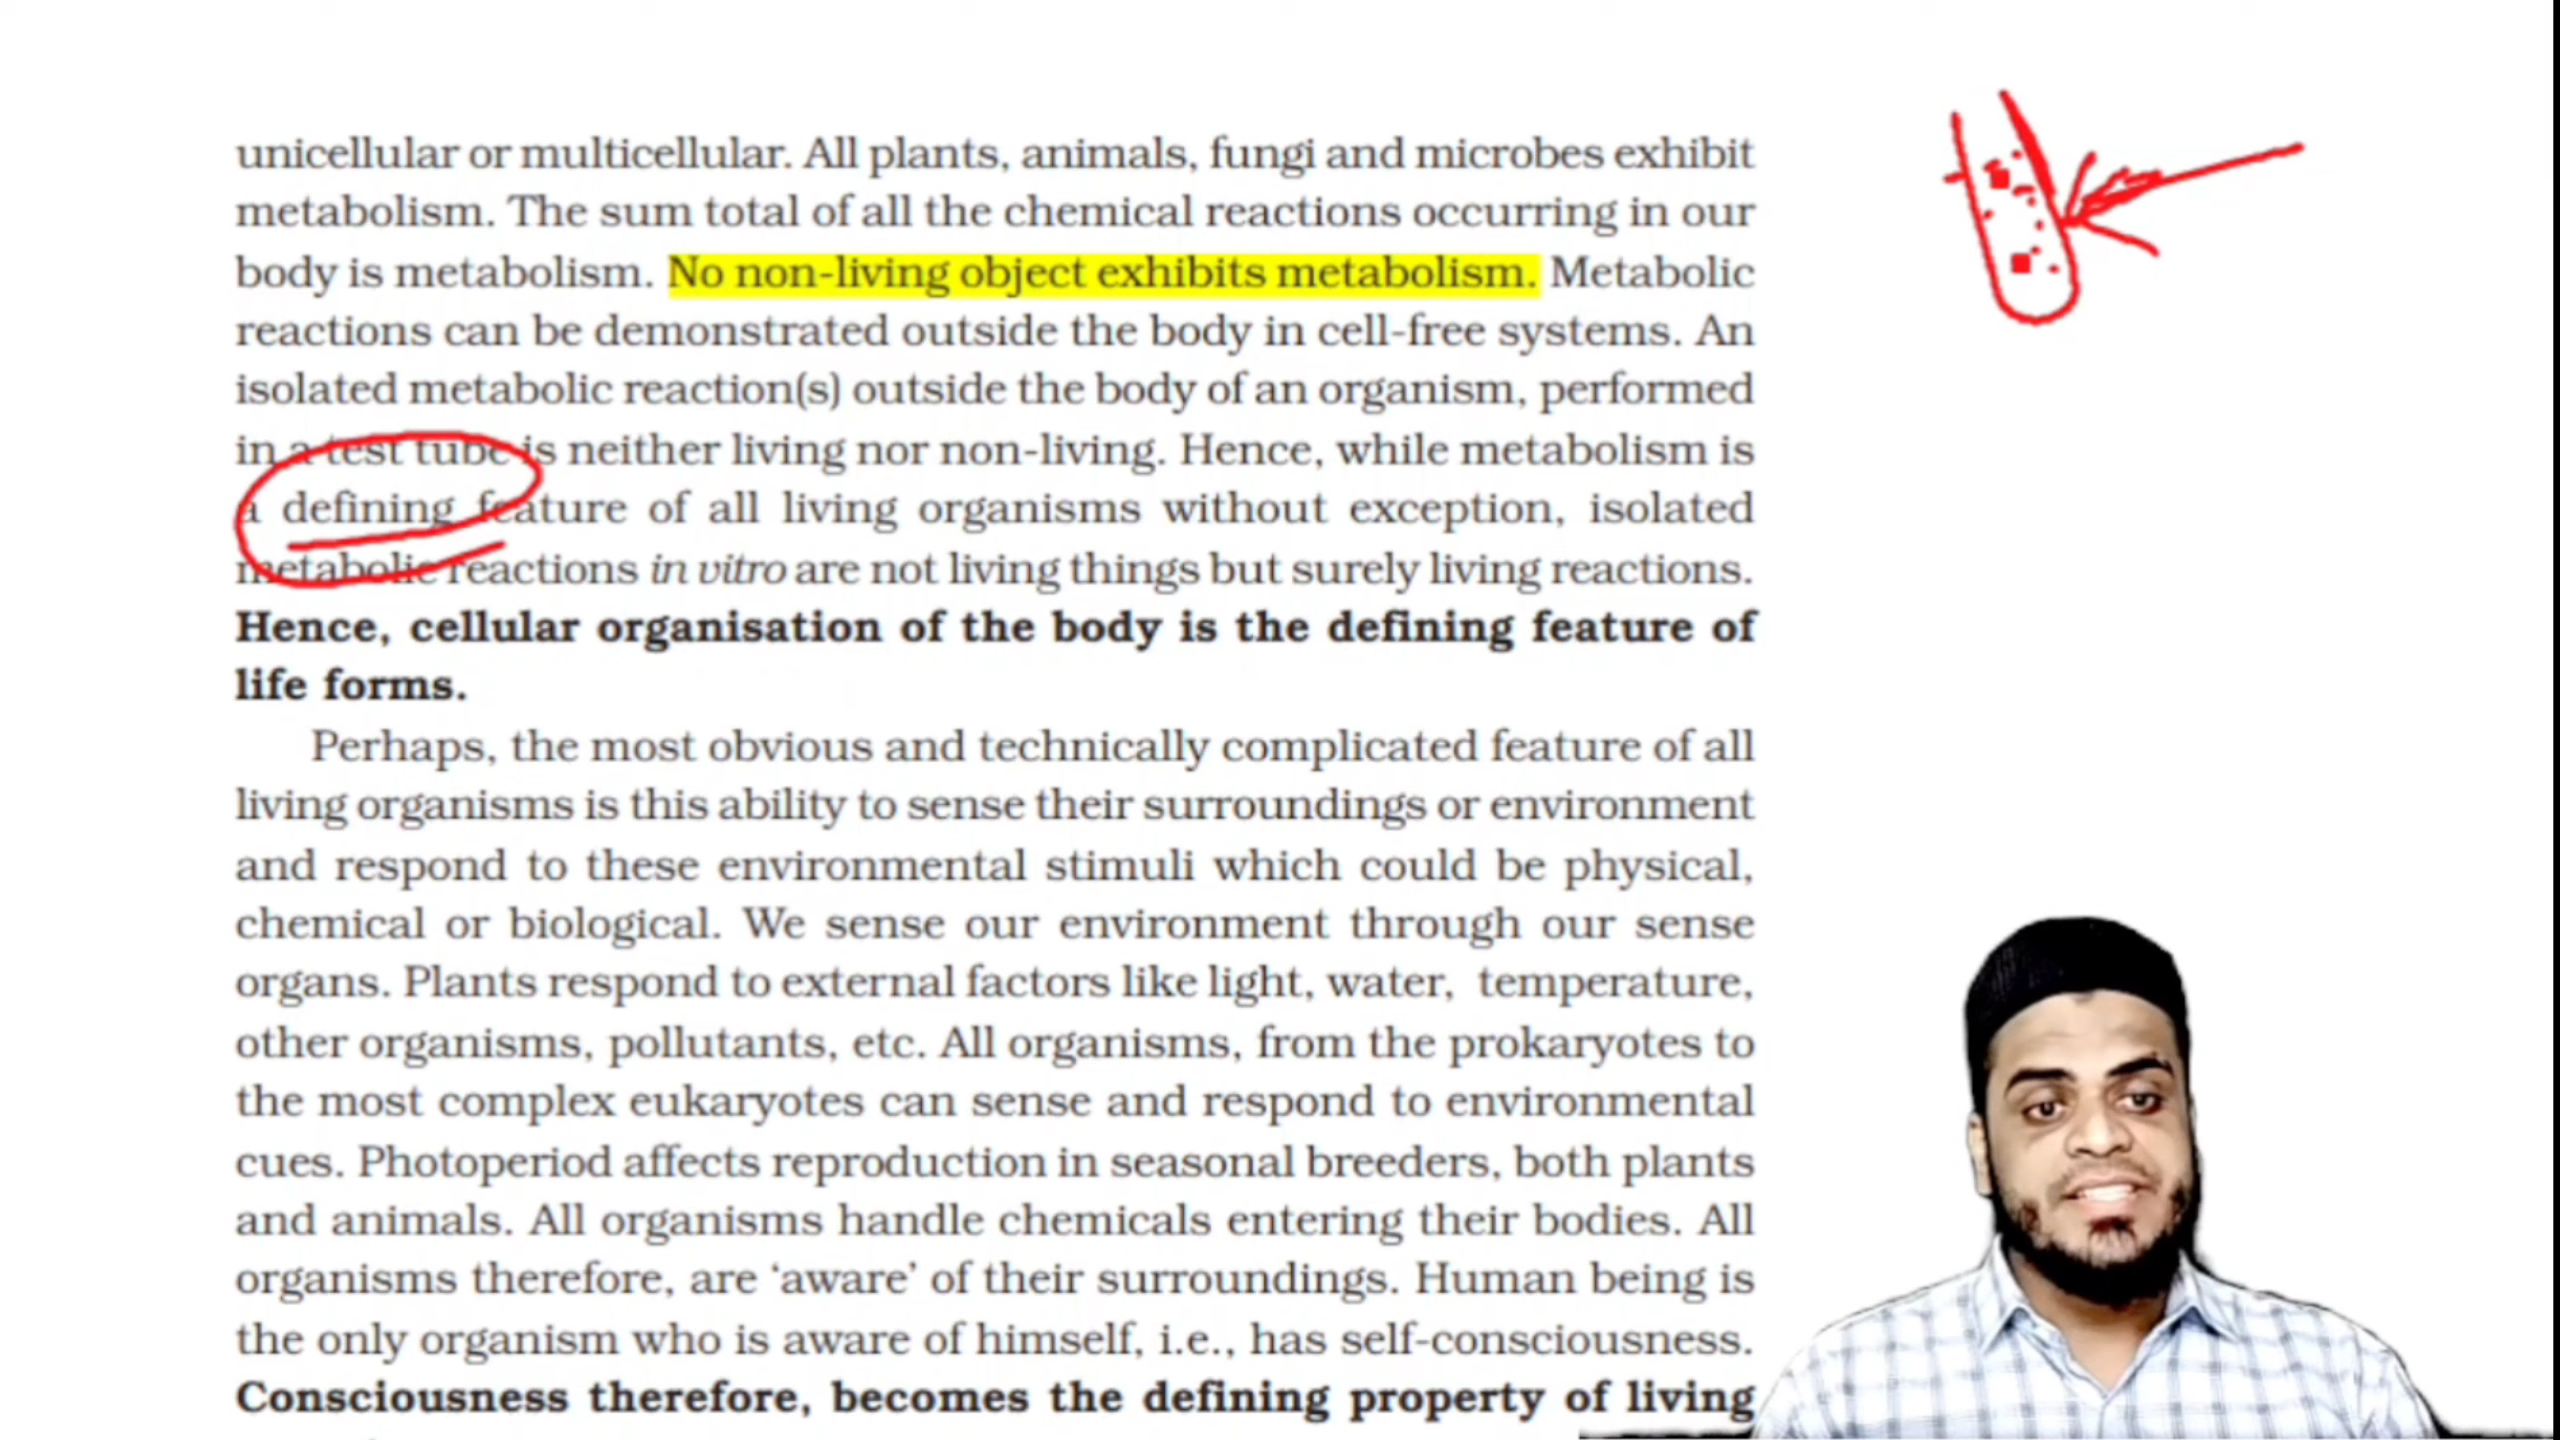 unicellular or multicellular. All plants, animals, fungi and microbes exhibit
metabolism. The sum total of all the chemical reactions occurring in our
body is metabolism. No non-living object exhibits metabolism. Metabolic
reactions can be demonstrated outside the body in cell-free systems. An
isolated metabolic reaction(s) outside the body of an organism, performed
in a test tube is neither living nor non-living. Hence, while metabolism is
a defining feature of all living organisms without exception, isolated
metabolic reactions in vitro are not living things but surely living reactions.
Hence, cellular organisation of the body is the defining feature of
life forms.
Perhaps, the most obvious and technically complicated feature of all
living organisms is this ability to sense their surroundings or environment
and respond to these environmental stimuli which could be physical,
chemical or biological. We sense our environment through our sense
organs. Plants respond to external factors like light, water, temperature,
other organisms, pollutants, etc. All organisms, from the prokaryotes to
the most complex eukaryotes can sense and respond to environmental
cues. Photoperiod affects reproduction in seasonal breeders, both plants
and animals. All organisms handle chemicals entering their bodies. All
organisms therefore, are ‘aware’ of their surroundings. Human being is
the only organism who is aware of himself, i.e., has self-consciousness.
Consciousness therefore, becomes the defining property of living